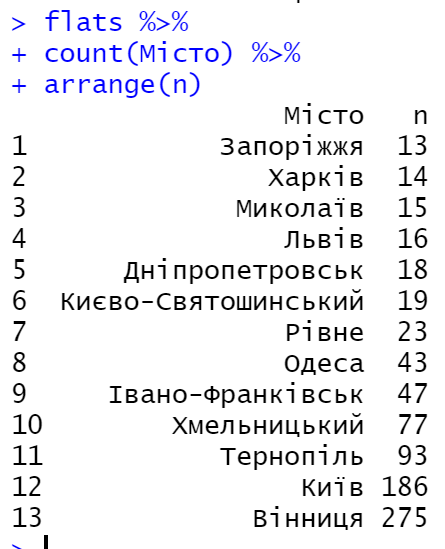 > flats %>%
+ count(Місто) %>%
+ arrange(n)
Місто n
1 Запоріжжя 13
2 Харків 14
3 Миколаїв 15
4 Львів 16
5 Дніпропетровськ 18
6 Києво-Святошинський 19
7 Рівне 23
8 Одеса 43
9 Івано-Франківськ 47
10 Хмельницький 77
11 Тернопіль 93
12 Київ 186
13 Вінниця 275
>